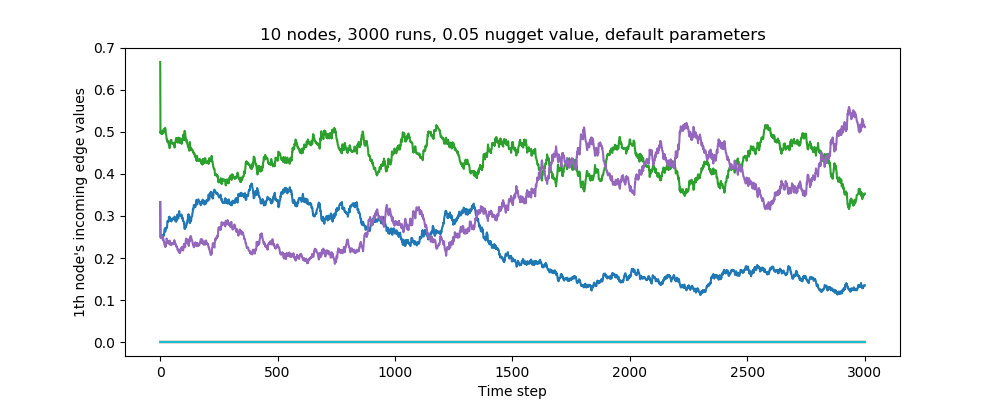 10 nodes, 3000 runs, 0.05 nugget value, default parameters
1th node's incoming edge values
0.7
0.6
0.5
0.4
0.3
0.2
0.1
0.0
0 500 1000 1500 2000 2500 3000
Time step